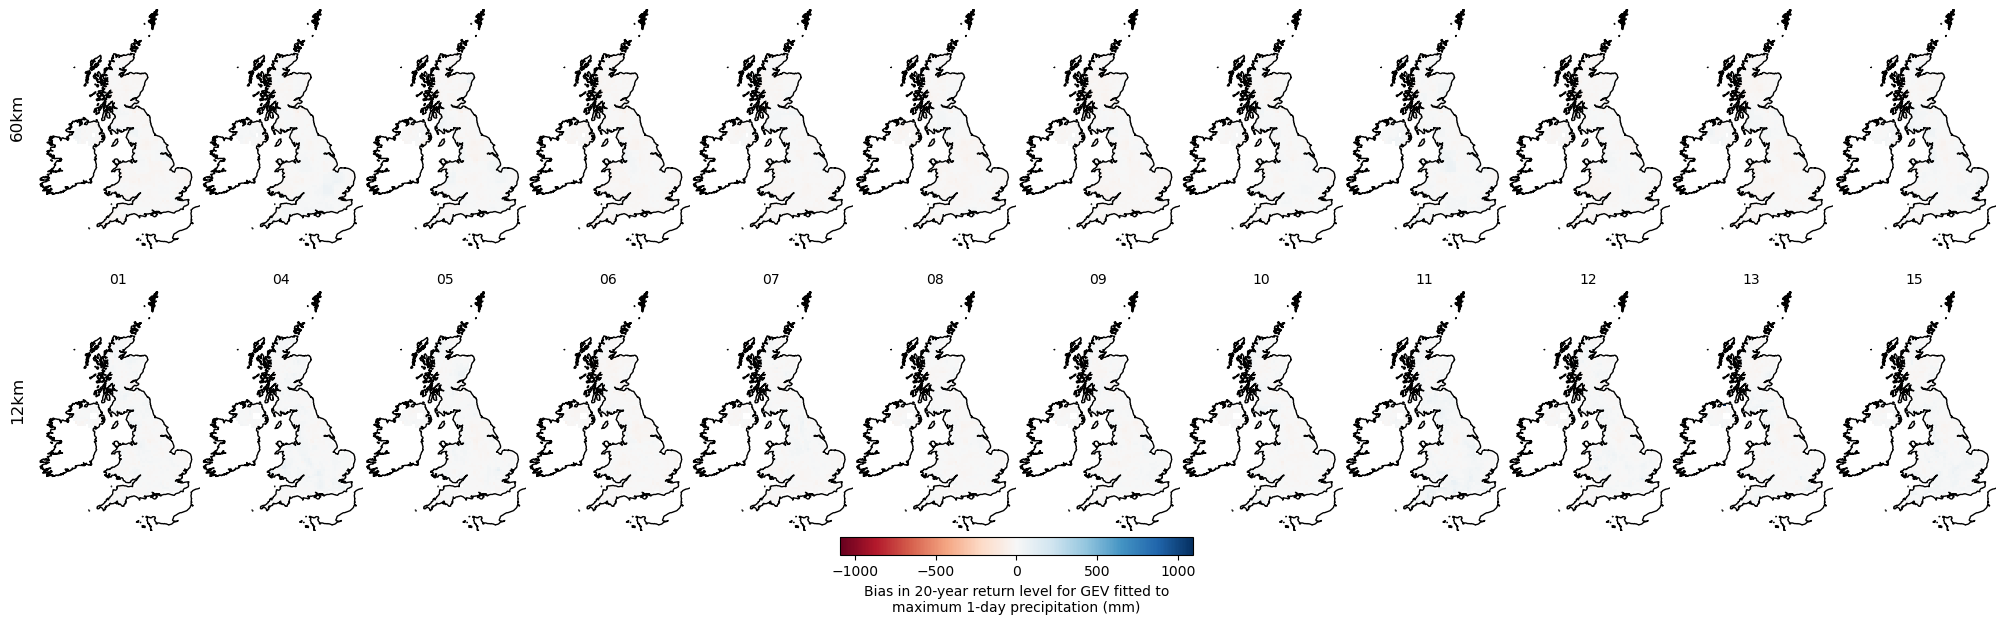 60km
01 04 05 06 07 08 09 10 11 12 13 15
12km
−1000 −500 0 500 1000
Bias in 20-year return level for GEV fitted to
maximum 1-day precipitation (mm)